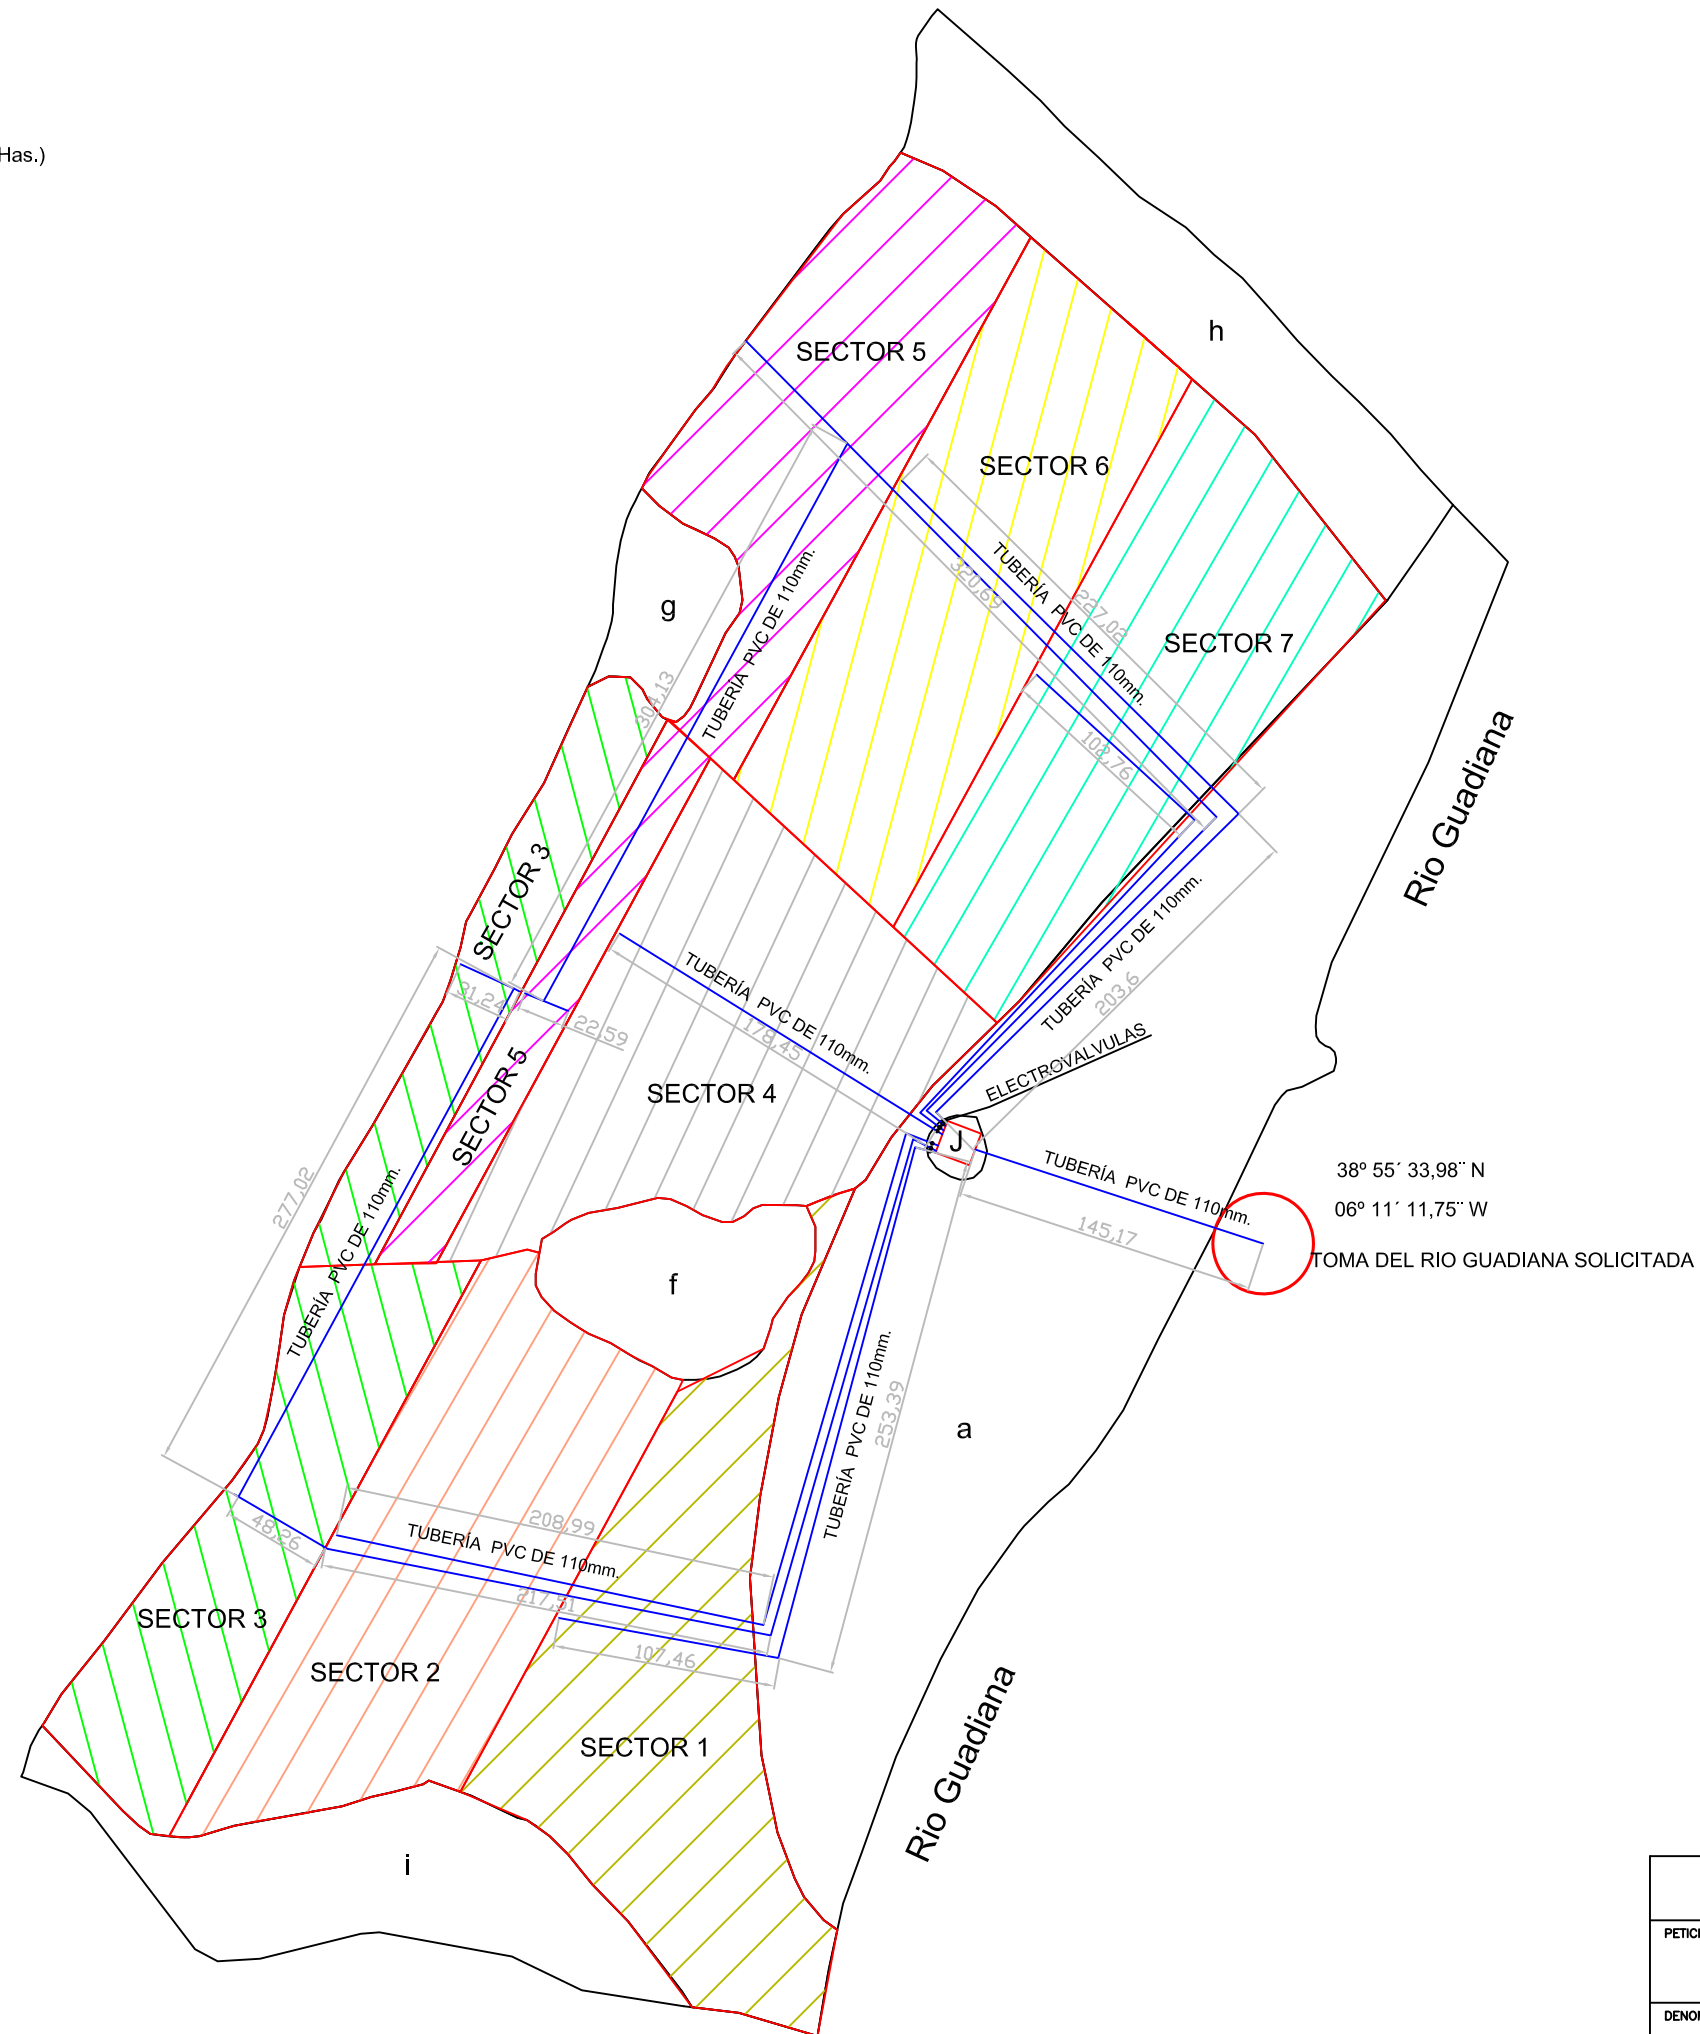 Has.)
h
SECTOR 5
SECTOR 6
TUBERÍA PVC DE 110mm.
320,69
227,02
g
TUBERÍA PVC DE 110mm.
SECTOR 7
304,13
102,76
Rio Guadiana
SECTOR 3
TUBERÍA PVC DE 110mm.
203,6
TUBERÍA PVC DE 110mm.
178,45
31,24
22,59
ELECTROVALVULAS
SECTOR 4
SECTOR 5
J
TUBERÍA PVC DE 110mm.
145,17
38º 55´ 33,98¨ N
06º 11´ 11,75¨ W
TOMA DEL RIO GUADIANA SOLICITADA
277,02
TUBERÍA PVC DE 110mm.
f
TUBERÍA PVC DE 110mm.
253,39
a
208,99
TUBERÍA PVC DE 110mm.
48,26
217,51
107,46
SECTOR 3
SECTOR 2
SECTOR 1
Rio Guadiana
i